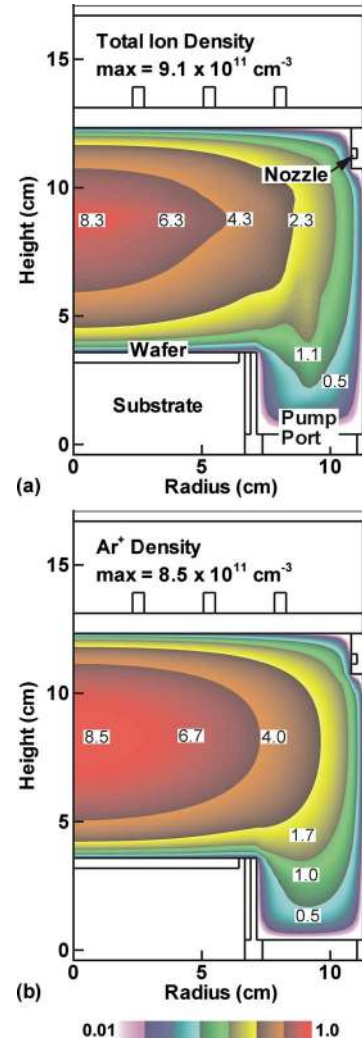 15
Total Ion Density
max = 9.1 x 10¹¹ cm⁻³
Nozzle
10
8.3 6.3 4.3 2.3
Height (cm)
5
1.1
Wafer
0.5
Substrate
Pump
Port
0
0 5 10
(a) Radius (cm)
15
Ar⁺ Density
max = 8.5 x 10¹¹ cm⁻³
10
8.5 6.7 4.0
Height (cm)
5
1.7
1.0
0.5
0
0 5 10
(b) Radius (cm)
0.01 1.0